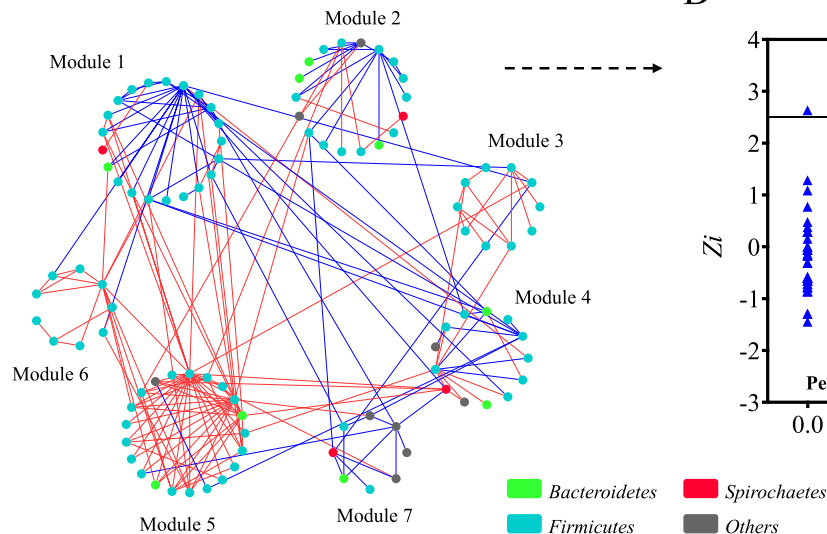 D
Module 2
Module 1
Module 3
Module 4
Module 6
Module 5
Module 7
Bacteroidetes
Spirochaetes
Firmicutes
Others
4
3
2
1
0
-1
-2
-3
Zi
Pe
0.0